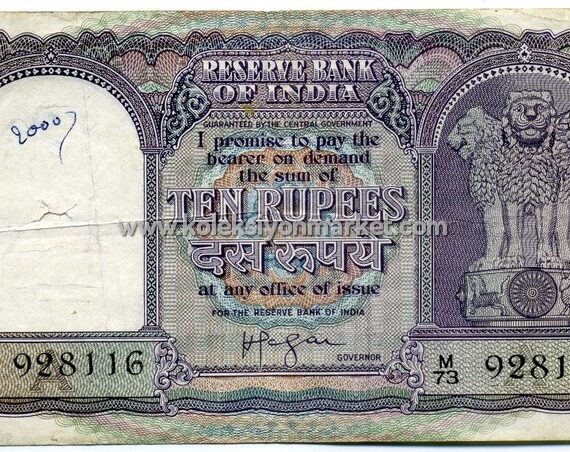 RESERVE BANK
OF INDIA
GUARANTEED BY THE CENTRAL GOVERNMENT
I promise to pay the
bearer on demand
the sum of
TEN RUPEES
www.koleksiyonmarket.com
दस रूपये
at any office of issue
FOR THE RESERVE BANK OF INDIA
GOVERNOR
2000
A
928116
M/73 9281